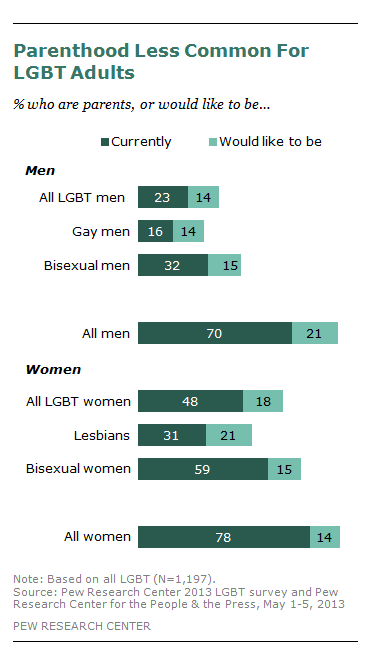 Parenthood Less Common For
LGBT Adults
% who are parents, or would like to be...
Currently Would like to be
Men
All LGBT men 23 14
Gay men 16 14
Bisexual men 32 15
All men 70 21
Women
All LGBT women 48 18
Lesbians 31 21
Bisexual women 59 15
All women 78 14
Note: Based on all LGBT (N=1,197).
Source: Pew Research Center 2013 LGBT survey and Pew
Research Center for the People & the Press, May 1-5, 2013
PEW RESEARCH CENTER